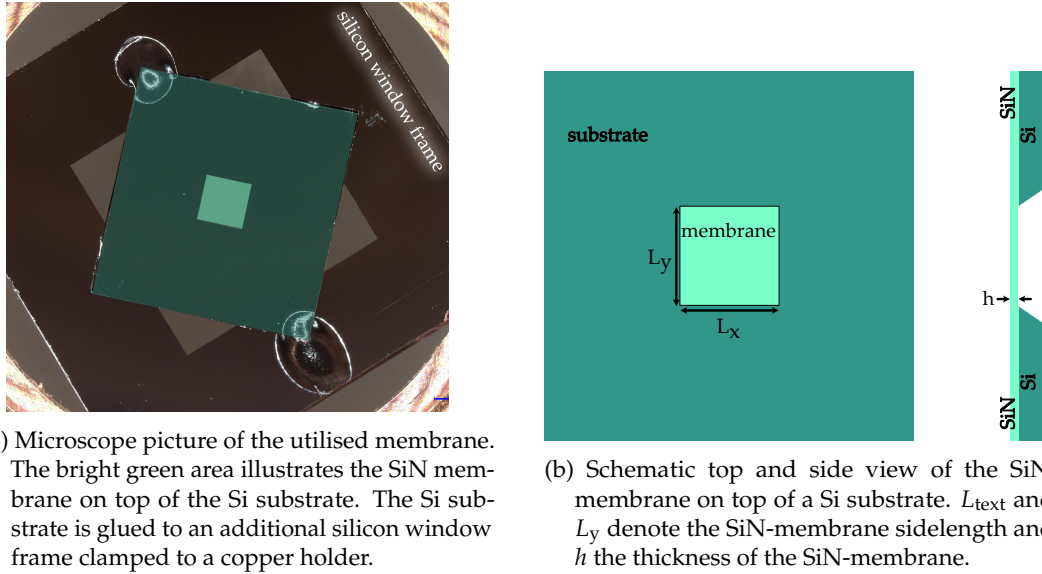 silicon window frame
substrate
membrane
Ly
Lx
h
SiN
Si
Si
SiN
) Microscope picture of the utilised membrane.
The bright green area illustrates the SiN mem-
brane on top of the Si substrate. The Si sub-
strate is glued to an additional silicon window
frame clamped to a copper holder.
(b) Schematic top and side view of the SiN
membrane on top of a Si substrate. Ltext and
Ly denote the SiN-membrane sidelength and
h the thickness of the SiN-membrane.